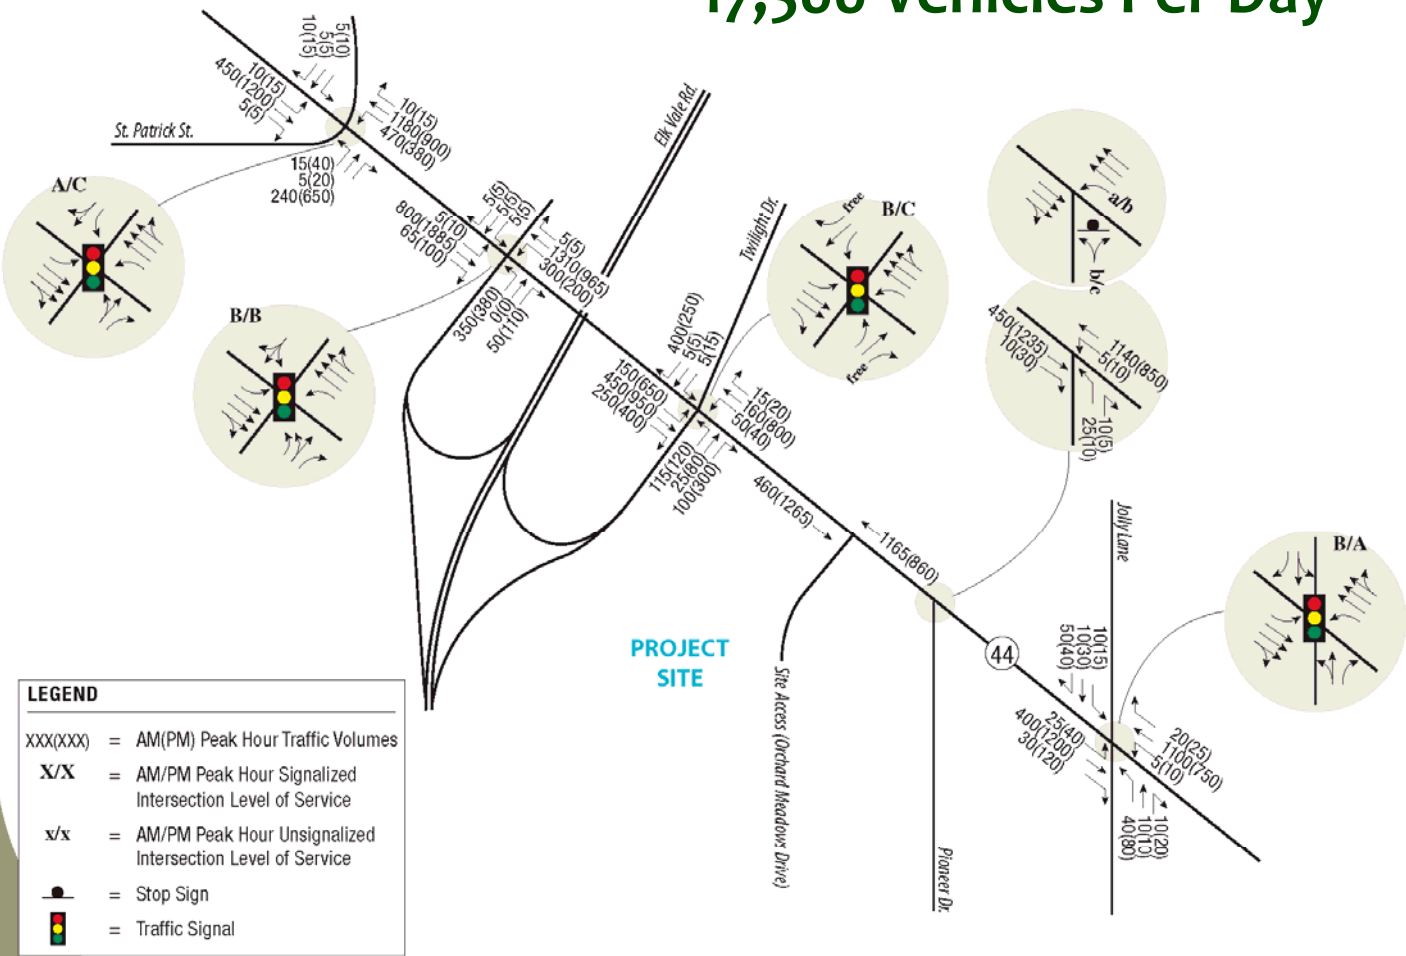 17,500 Vehicles Per Day
10(15)
5(5)
5(10)
10(15)
450(1200)
5(5)
10(15)
1180(900)
470(380)
St. Patrick St.
15(40)
5(20)
240(650)
A/C
Elk Vale Rd.
5(5)
5(5)
5(5)
5(10)
800(1885)
65(100)
5(5)
1310(965)
300(200)
350(380)
0(0)
50(110)
B/B
Twilight Dr.
free
B/C
free
a/b
b/c
400(250)
5(5)
5(15)
150(650)
450(950)
250(400)
15(20)
160(800)
50(40)
115(120)
25(80)
100(300)
450(1235)
10(30)
1140(850)
5(10)
10(5)
25(10)
460(1265)
1165(860)
Jolly Lane
B/A
PROJECT
SITE
44
Site Access (Orchard Meadows Drive)
Pioneer Dr.
10(15)
10(30)
50(40)
25(40)
400(1200)
30(120)
20(25)
1100(750)
5(10)
10(20)
10(10)
40(80)
LEGEND
XXX(XXX) = AM(PM) Peak Hour Traffic Volumes
X/X = AM/PM Peak Hour Signalized
Intersection Level of Service
x/x = AM/PM Peak Hour Unsignalized
Intersection Level of Service
= Stop Sign
= Traffic Signal